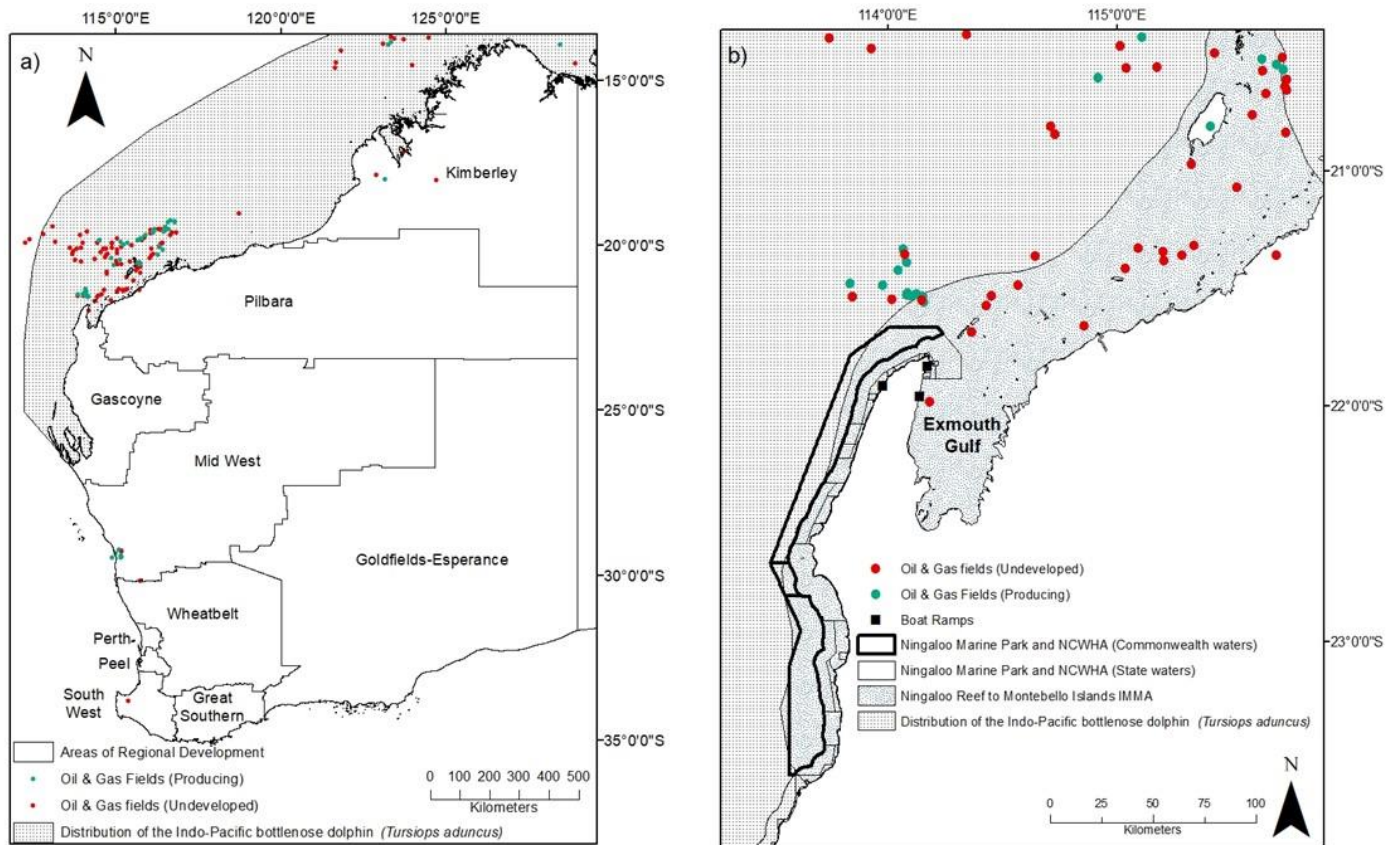 115°0'0"E
120°0'0"E
125°0'0"E
a)
N
15°0'0"S
20°0'0"S
25°0'0"S
30°0'0"S
35°0'0"S
Kimberley
Pilbara
Gascoyne
Mid West
Goldfields-Esperance
Wheatbelt
Perth
Peel
South
West
Great
Southern
Areas of Regional Development
Oil & Gas Fields (Producing)
Oil & Gas fields (Undeveloped)
Distribution of the Indo-Pacific bottlenose dolphin (Tursiops aduncus)
0 100 200 300 400 500
Kilometers
114°0'0"E
115°0'0"E
b)
21°0'0"S
22°0'0"S
23°0'0"S
Exmouth
Gulf
Oil & Gas fields (Undeveloped)
Oil & Gas Fields (Producing)
Boat Ramps
Ningaloo Marine Park and NCWHA (Commonwealth waters)
Ningaloo Marine Park and NCWHA (State waters)
Ningaloo Reef to Montebello Islands IMMA
Distribution of the Indo-Pacific bottlenose dolphin (Tursiops aduncus)
N
0 25 50 75 100
Kilometers